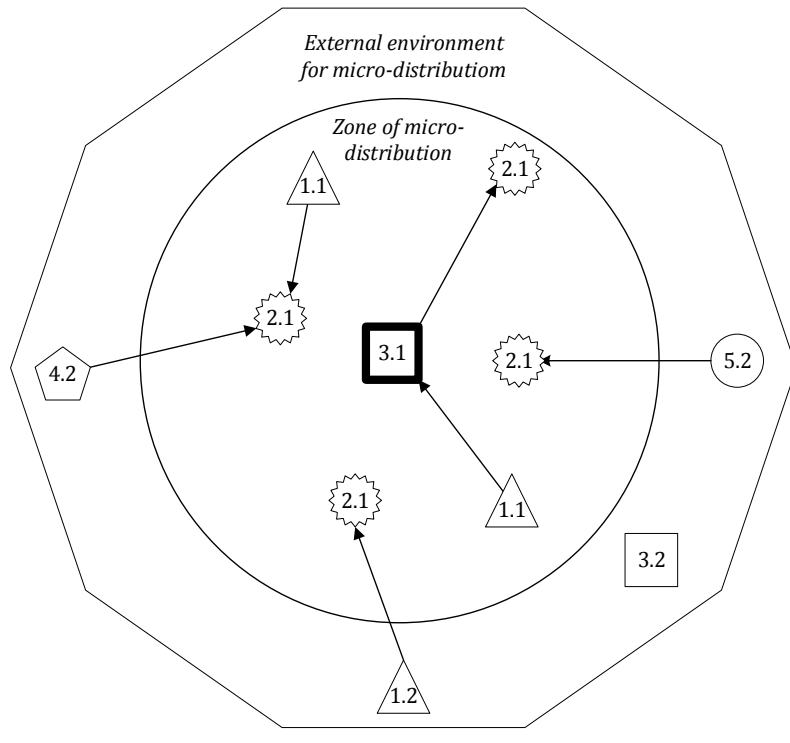 External environment
for micro-distributiom
Zone of micro-
distribution
2.1
1.1
2.1
3.1
2.1
4.2
5.2
2.1
1.1
3.2
1.2